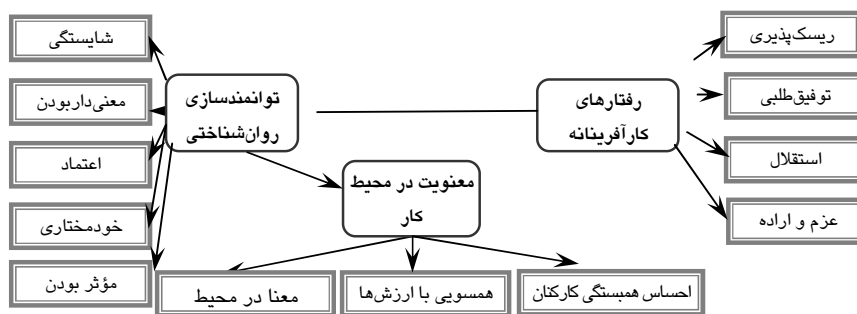 ریسک‌پذیری
توفیق‌طلبی
استقلال
عزم و اراده
رفتارهای
کارآفرینانه
توانمندسازی
روان‌شناختی
معنویت در محیط
کار
شایستگی
معنی‌داربودن
اعتماد
خودمختاری
مؤثر بودن
احساس همبستگی کارکنان
همسویی با ارزش‌ها
معنا در محیط